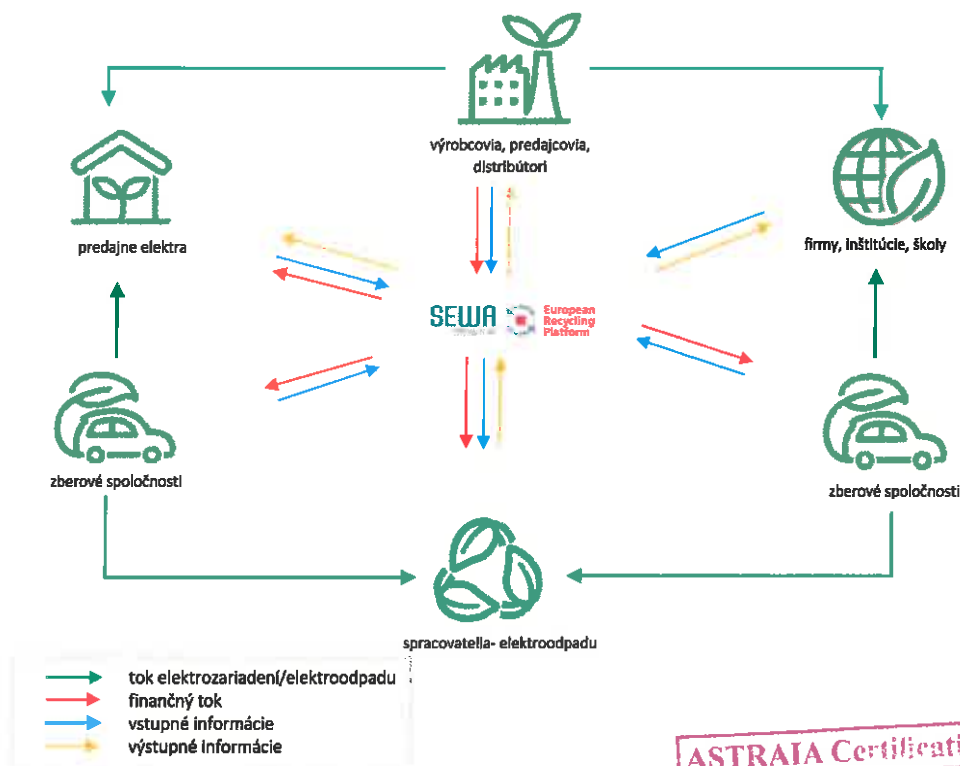 výrobcovia, predajcovia,
distribútori
predajne elektra
firmy, inštitúcie, školy
SEWA
European
Recycling
Platform
zberové spoločnosti
zberové spoločnosti
spracovatelia- elektroodpadu
tok elektrozariadení/elektroodpadu
finančný tok
vstupné informácie
výstupné informácie
ASTRAIA Certificati